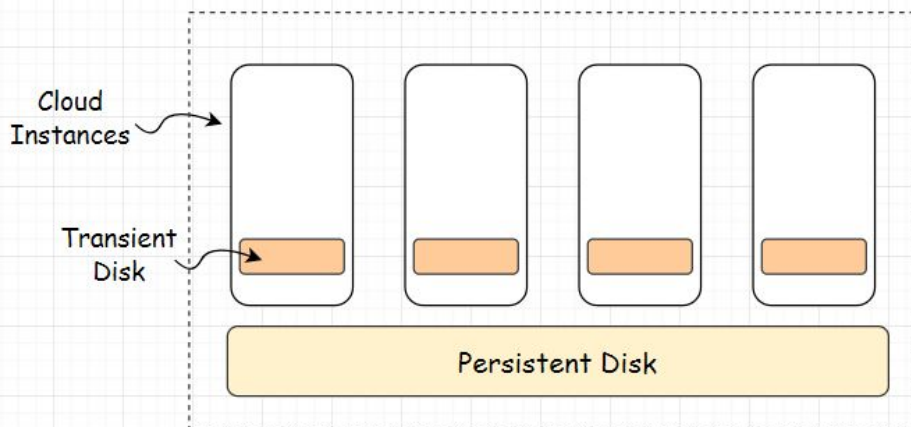 Cloud
Instances
Transient
Disk
Persistent Disk